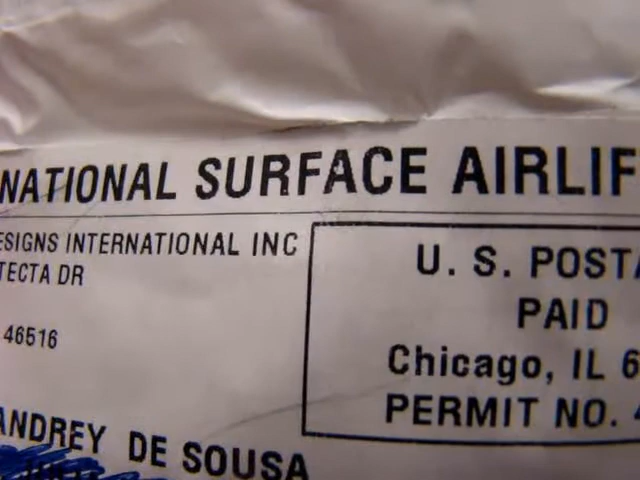 NATIONAL SURFACE AIRLIF
ESIGNS INTERNATIONAL INC
TECTA DR
46516
U. S. POSTA
PAID
Chicago, IL 6
PERMIT NO. 4
ANDREY DE SOUSA